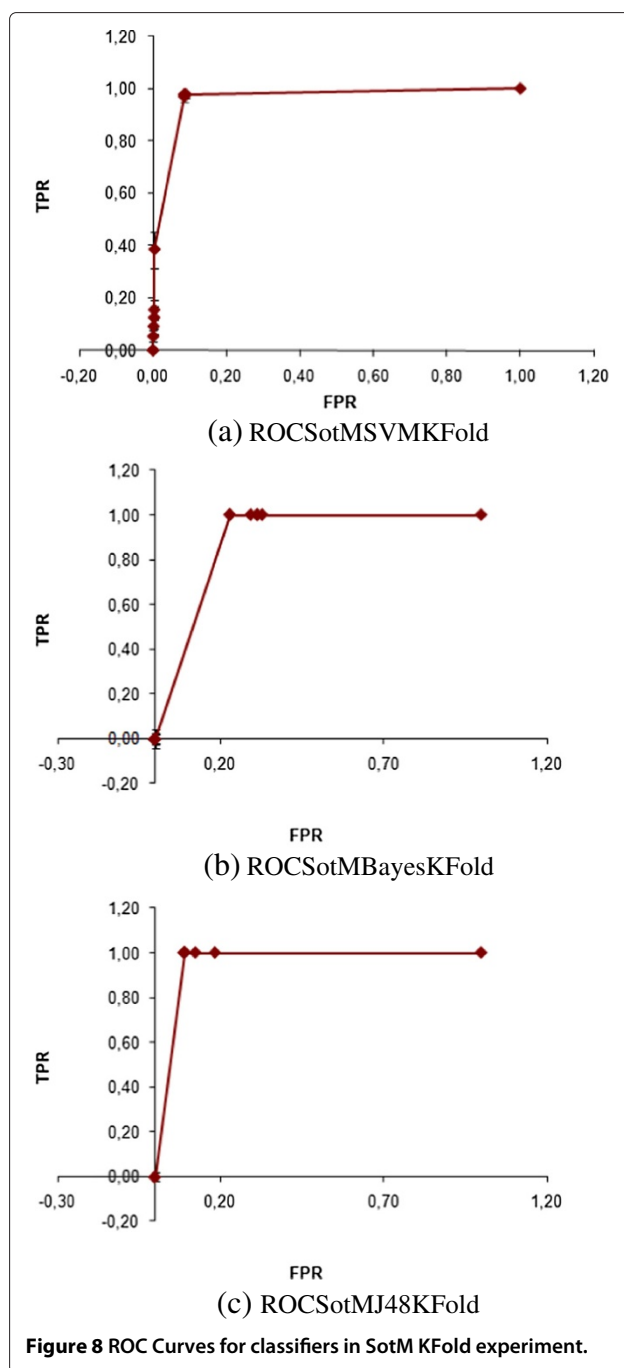 1,20
1,00
0,80
0,60
0,40
0,20
0,00
TPR
-0,20 0,00 0,20 0,40 0,60 0,80 1,00 1,20
FPR
(a) ROCSotMSVMKFold
1,20
1,00
0,80
0,60
0,40
0,20
0,00
-0,20
TPR
-0,30 0,20 0,70 1,20
FPR
(b) ROCSotMBayesKFold
1,20
1,00
0,80
0,60
0,40
0,20
0,00
-0,20
TPR
-0,30 0,20 0,70 1,20
FPR
(c) ROCSotMJ48KFold
Figure 8 ROC Curves for classifiers in SotM KFold experiment.